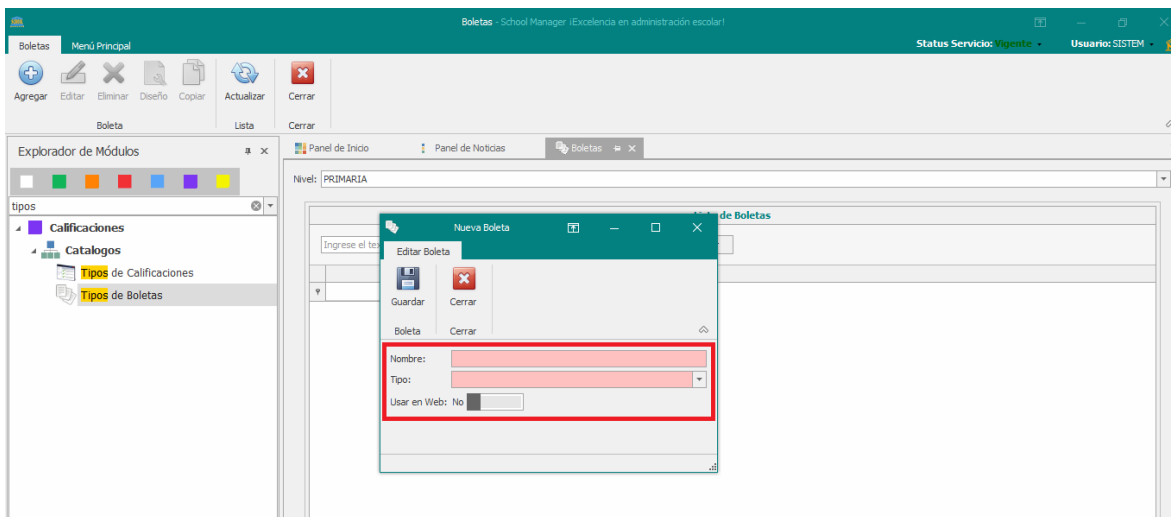 Boletas - School Manager ¡Excelencia en administración escolar!
Boletas Menú Principal Status Servicio: Vigente Usuario: SISTEM
Agregar Editar Eliminar Diseño Copiar Actualizar Cerrar
Boleta Lista Cerrar
Explorador de Módulos
Panel de Inicio Panel de Noticias Boletas
Nivel: PRIMARIA
tipos
Calificaciones
Catalogos
Tipos de Calificaciones
Tipos de Boletas
de Boletas
Ingrese el te
Nueva Boleta
Editar Boleta
Guardar Cerrar
Boleta Cerrar
Nombre:
Tipo:
Usar en Web: No